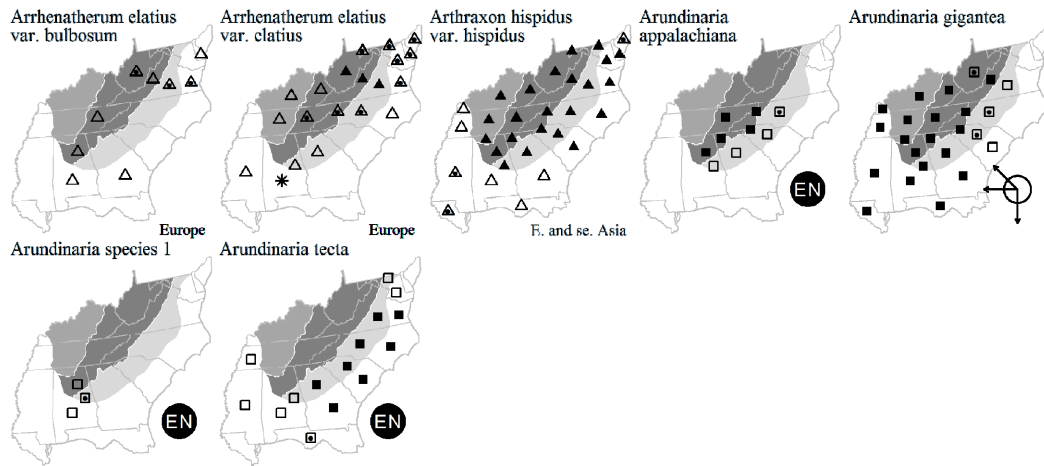 Arrhenatherum elatius
var. bulbosum
Europe
Arrhenatherum elatius
var. elatius
Europe
Arthraxon hispidus
var. hispidus
E. and se. Asia
Arundinaria
appalachiana
EN
Arundinaria gigantea
Arundinaria species 1
EN
Arundinaria tecta
EN